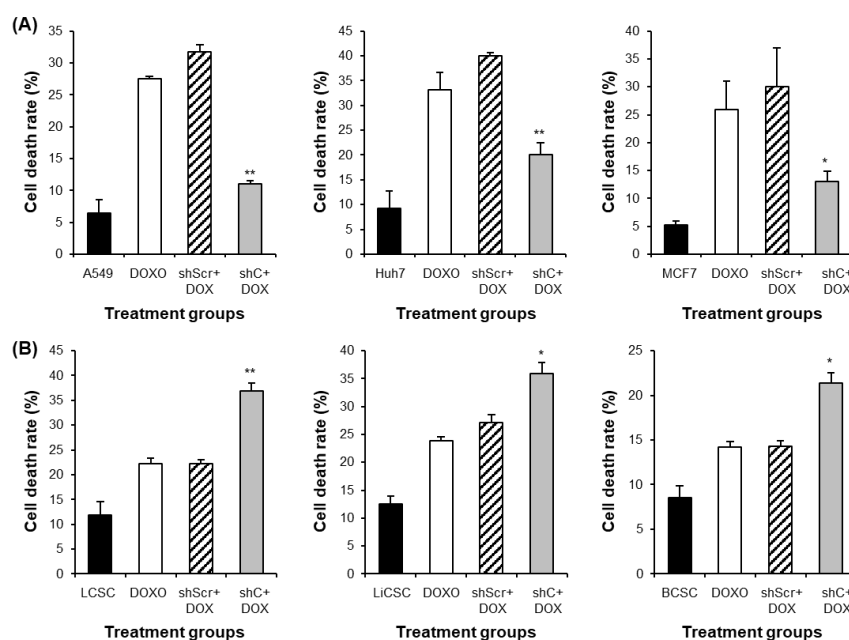 (A)
Cell death rate (%)
35
30
25
20
15
10
5
0
**
A549 DOXO shScr+ DOX shC+ DOX
Treatment groups
Cell death rate (%)
45
40
35
30
25
20
15
10
5
0
**
Huh7 DOXO shScr+ DOX shC+ DOX
Treatment groups
Cell death rate (%)
40
35
30
25
20
15
10
5
0
*
MCF7 DOXO shScr+ DOX shC+ DOX
Treatment groups
(B)
Cell death rate (%)
45
40
35
30
25
20
15
10
5
0
**
LCSC DOXO shScr+ DOX shC+ DOX
Treatment groups
Cell death rate (%)
40
35
30
25
20
15
10
5
0
*
LiCSC DOXO shScr+ DOX shC+ DOX
Treatment groups
Cell death rate (%)
25
20
15
10
5
0
*
BCSC DOXO shScr+ DOX shC+ DOX
Treatment groups